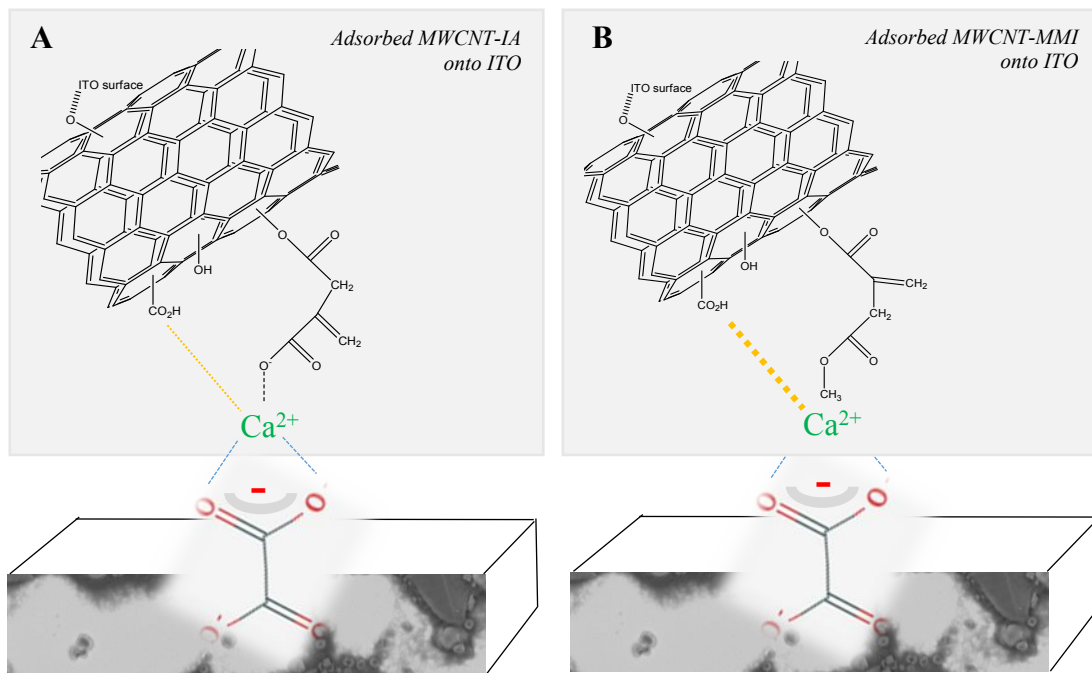 A
Adsorbed MWCNT-IA
onto ITO
ITO surface
O
O
O
OH
CH₂
CO₂H
CH₂
O⁻
O
Ca²⁺
-
O
O⁻
O⁻
O
B
Adsorbed MWCNT-MMI
onto ITO
ITO surface
O
O
O
OH
CH₂
CO₂H
CH₂
O
O
CH₃
Ca²⁺
-
O
O⁻
O⁻
O